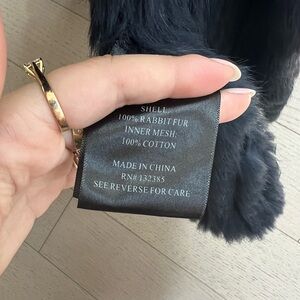 SHELL:
100% RABBIT FUR
INNER MESH:
100% COTTON
MADE IN CHINA
RN# 132385
SEE REVERSE FOR CARE